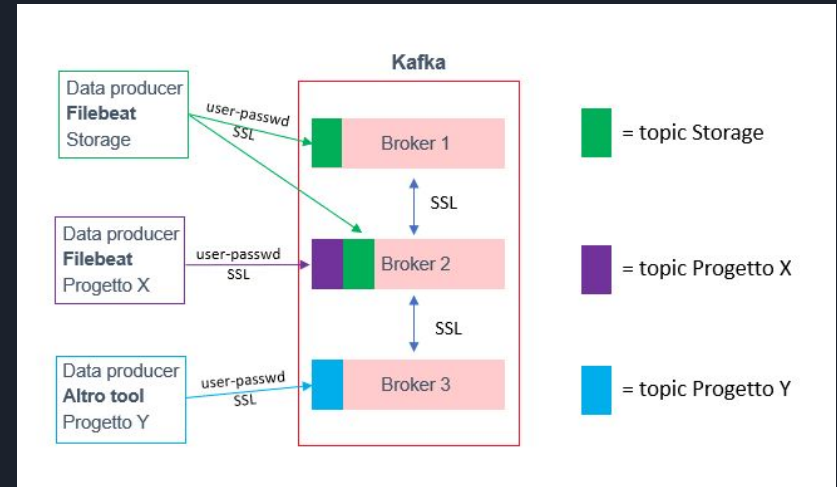 Kafka
Data producer
Filebeat
Storage
user-passwd
SSL
Broker 1
= topic Storage
SSL
Data producer
Filebeat
Progetto X
user-passwd
SSL
Broker 2
= topic Progetto X
SSL
Data producer
Altro tool
Progetto Y
user-passwd
SSL
Broker 3
= topic Progetto Y